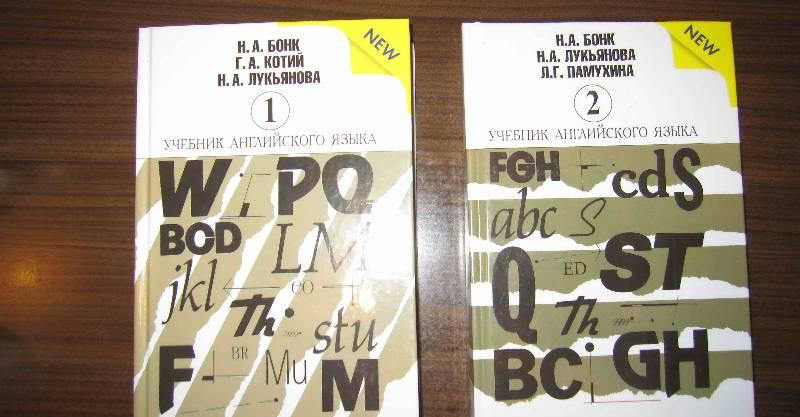 Н. А. БОНК
Г. А. КОТИЙ
Н. А. ЛУКЬЯНОВА
NEW
1
УЧЕБНИК АНГЛИЙСКОГО ЯЗЫКА
W PQ
BCD
LM
jkl
eo
Th
stu
BR
F
Mu
M
Н.А. БОНК
Н.А. ЛУКЬЯНОВА
Л.Г. ПАМУХИНА
NEW
2
УЧЕБНИК АНГЛИЙСКОГО ЯЗЫКА
FGH
cdS
abc
S
Q
ED
ST
Th
BC
GH